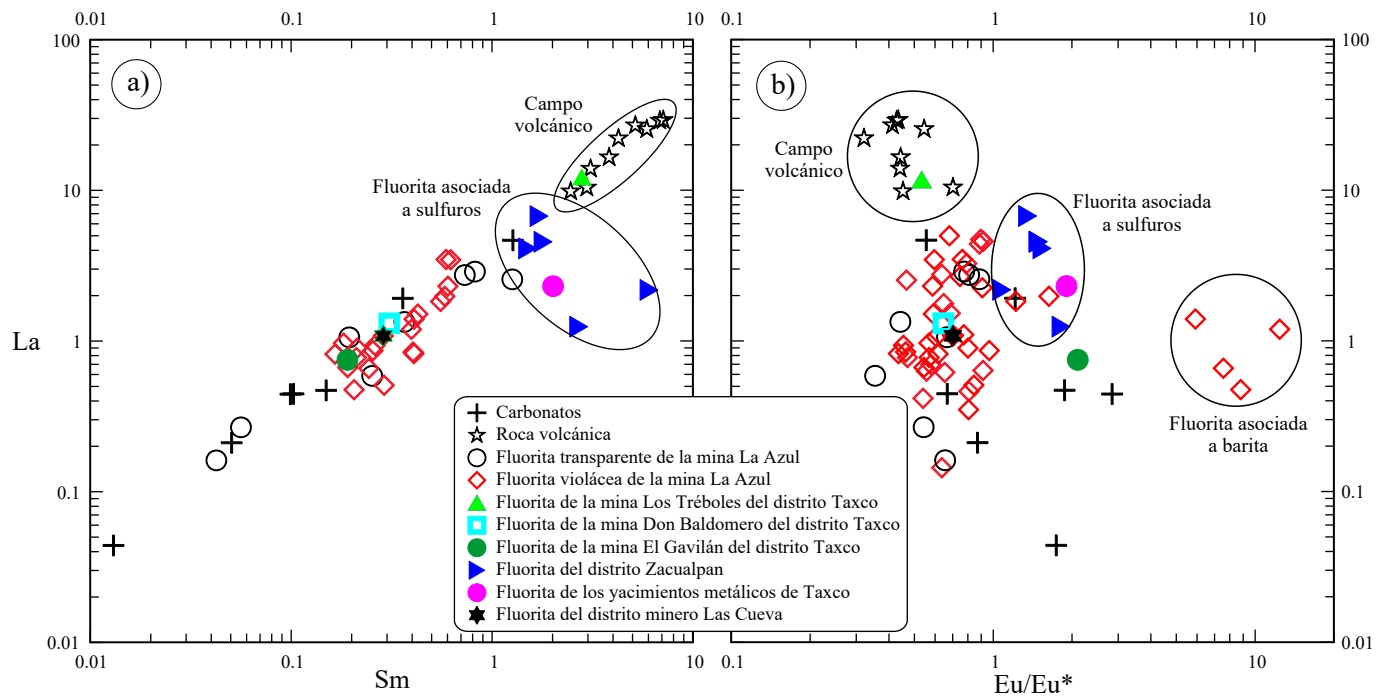 0.01 0.1 1 10
0.1 1 10
100
10
1
0.1
0.01
100
10
1
0.1
0.01
a)
b)
Campo
volcánico
Fluorita asociada
a sulfuros
Campo
volcánico
Fluorita asociada
a sulfuros
Fluorita asociada
a barita
La
Carbonatos
Roca volcánica
Fluorita transparente de la mina La Azul
Fluorita violácea de la mina La Azul
Fluorita de la mina Los Tréboles del distrito Taxco
Fluorita de la mina Don Baldomero del distrito Taxco
Fluorita de la mina El Gavilán del distrito Taxco
Fluorita del distrito Zacualpan
Fluorita de los yacimientos metálicos de Taxco
Fluorita del distrito minero Las Cueva
0.01 0.1 1 10
0.1 1 10
Sm
Eu/Eu*